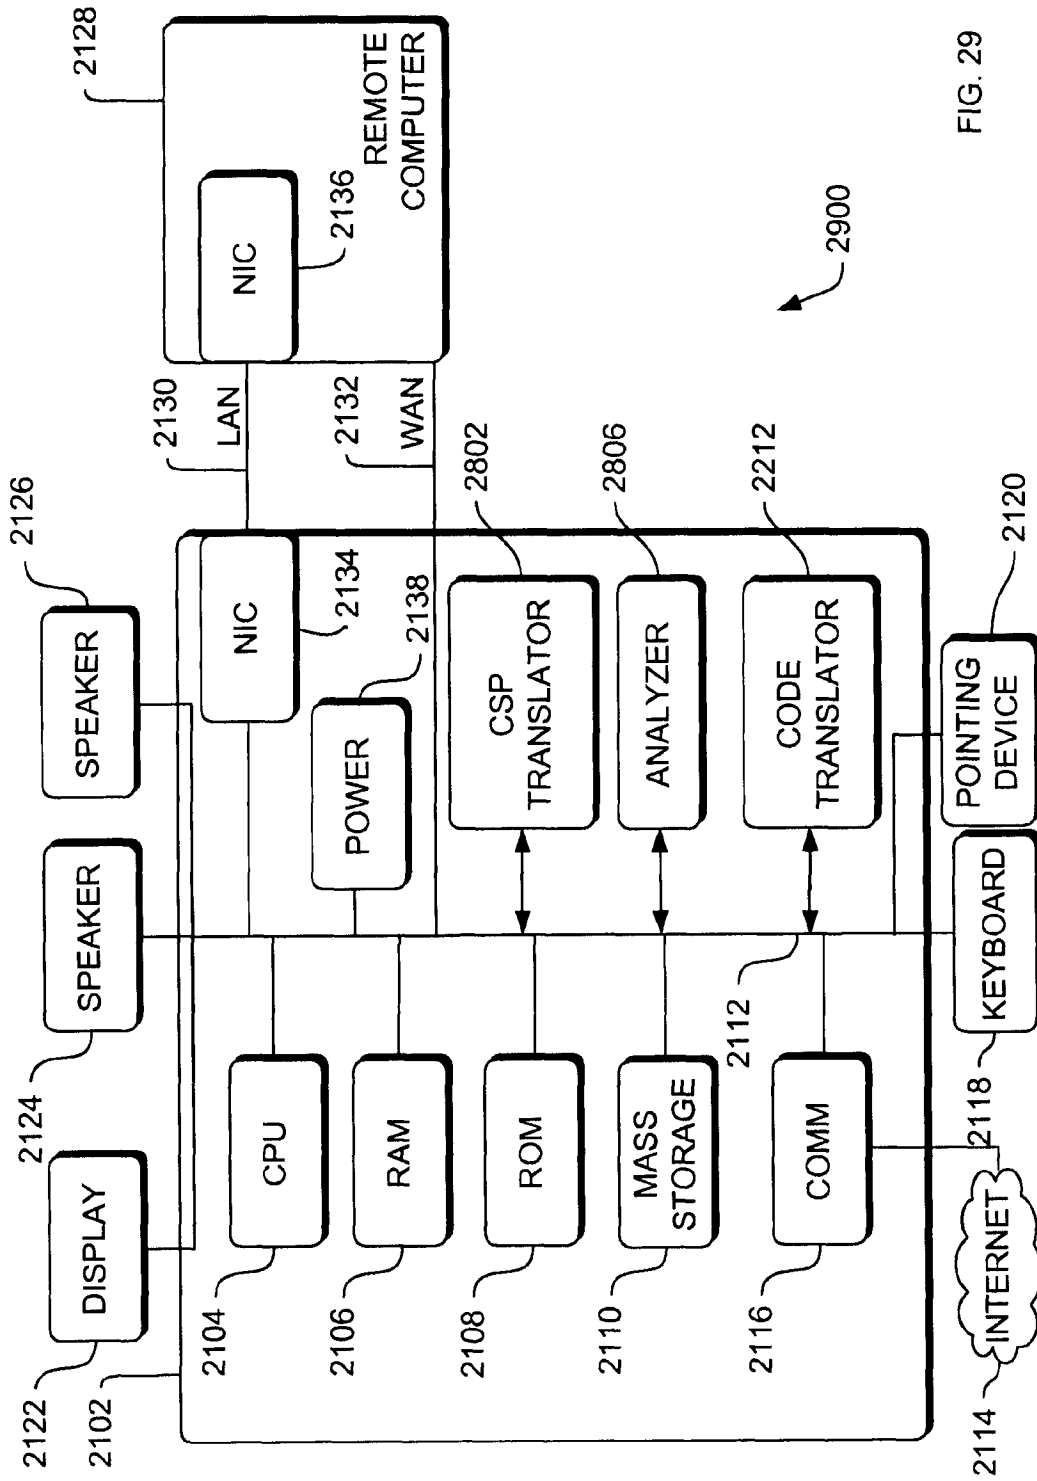 2122
2102
DISPLAY
2124
SPEAKER
SPEAKER
2126
2128
NIC
2136
REMOTE
COMPUTER
2130
LAN
2132
WAN
NIC
2134
POWER
2138
2104
CPU
2106
RAM
2108
ROM
2110
MASS
STORAGE
2116
COMM
2112
CSP
TRANSLATOR
2802
ANALYZER
2806
CODE
TRANSLATOR
2212
2114
INTERNET
2118
KEYBOARD
POINTING
DEVICE
2120
2900
FIG. 29